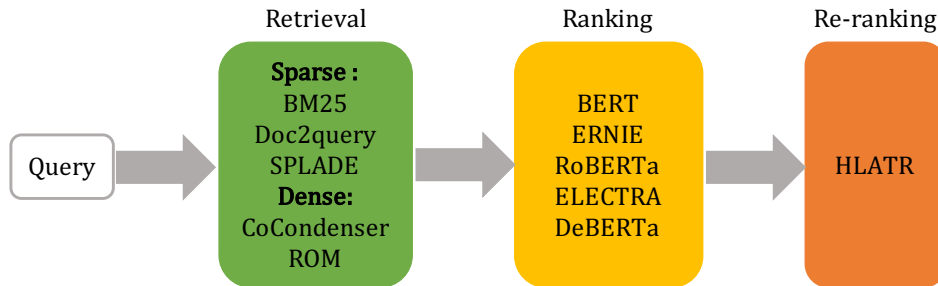 Retrieval
Ranking
Re-ranking
Query
Sparse :
BM25
Doc2query
SPLADE
Dense:
CoCondenser
ROM
BERT
ERNIE
RoBERTa
ELECTRA
DeBERTa
HLATR